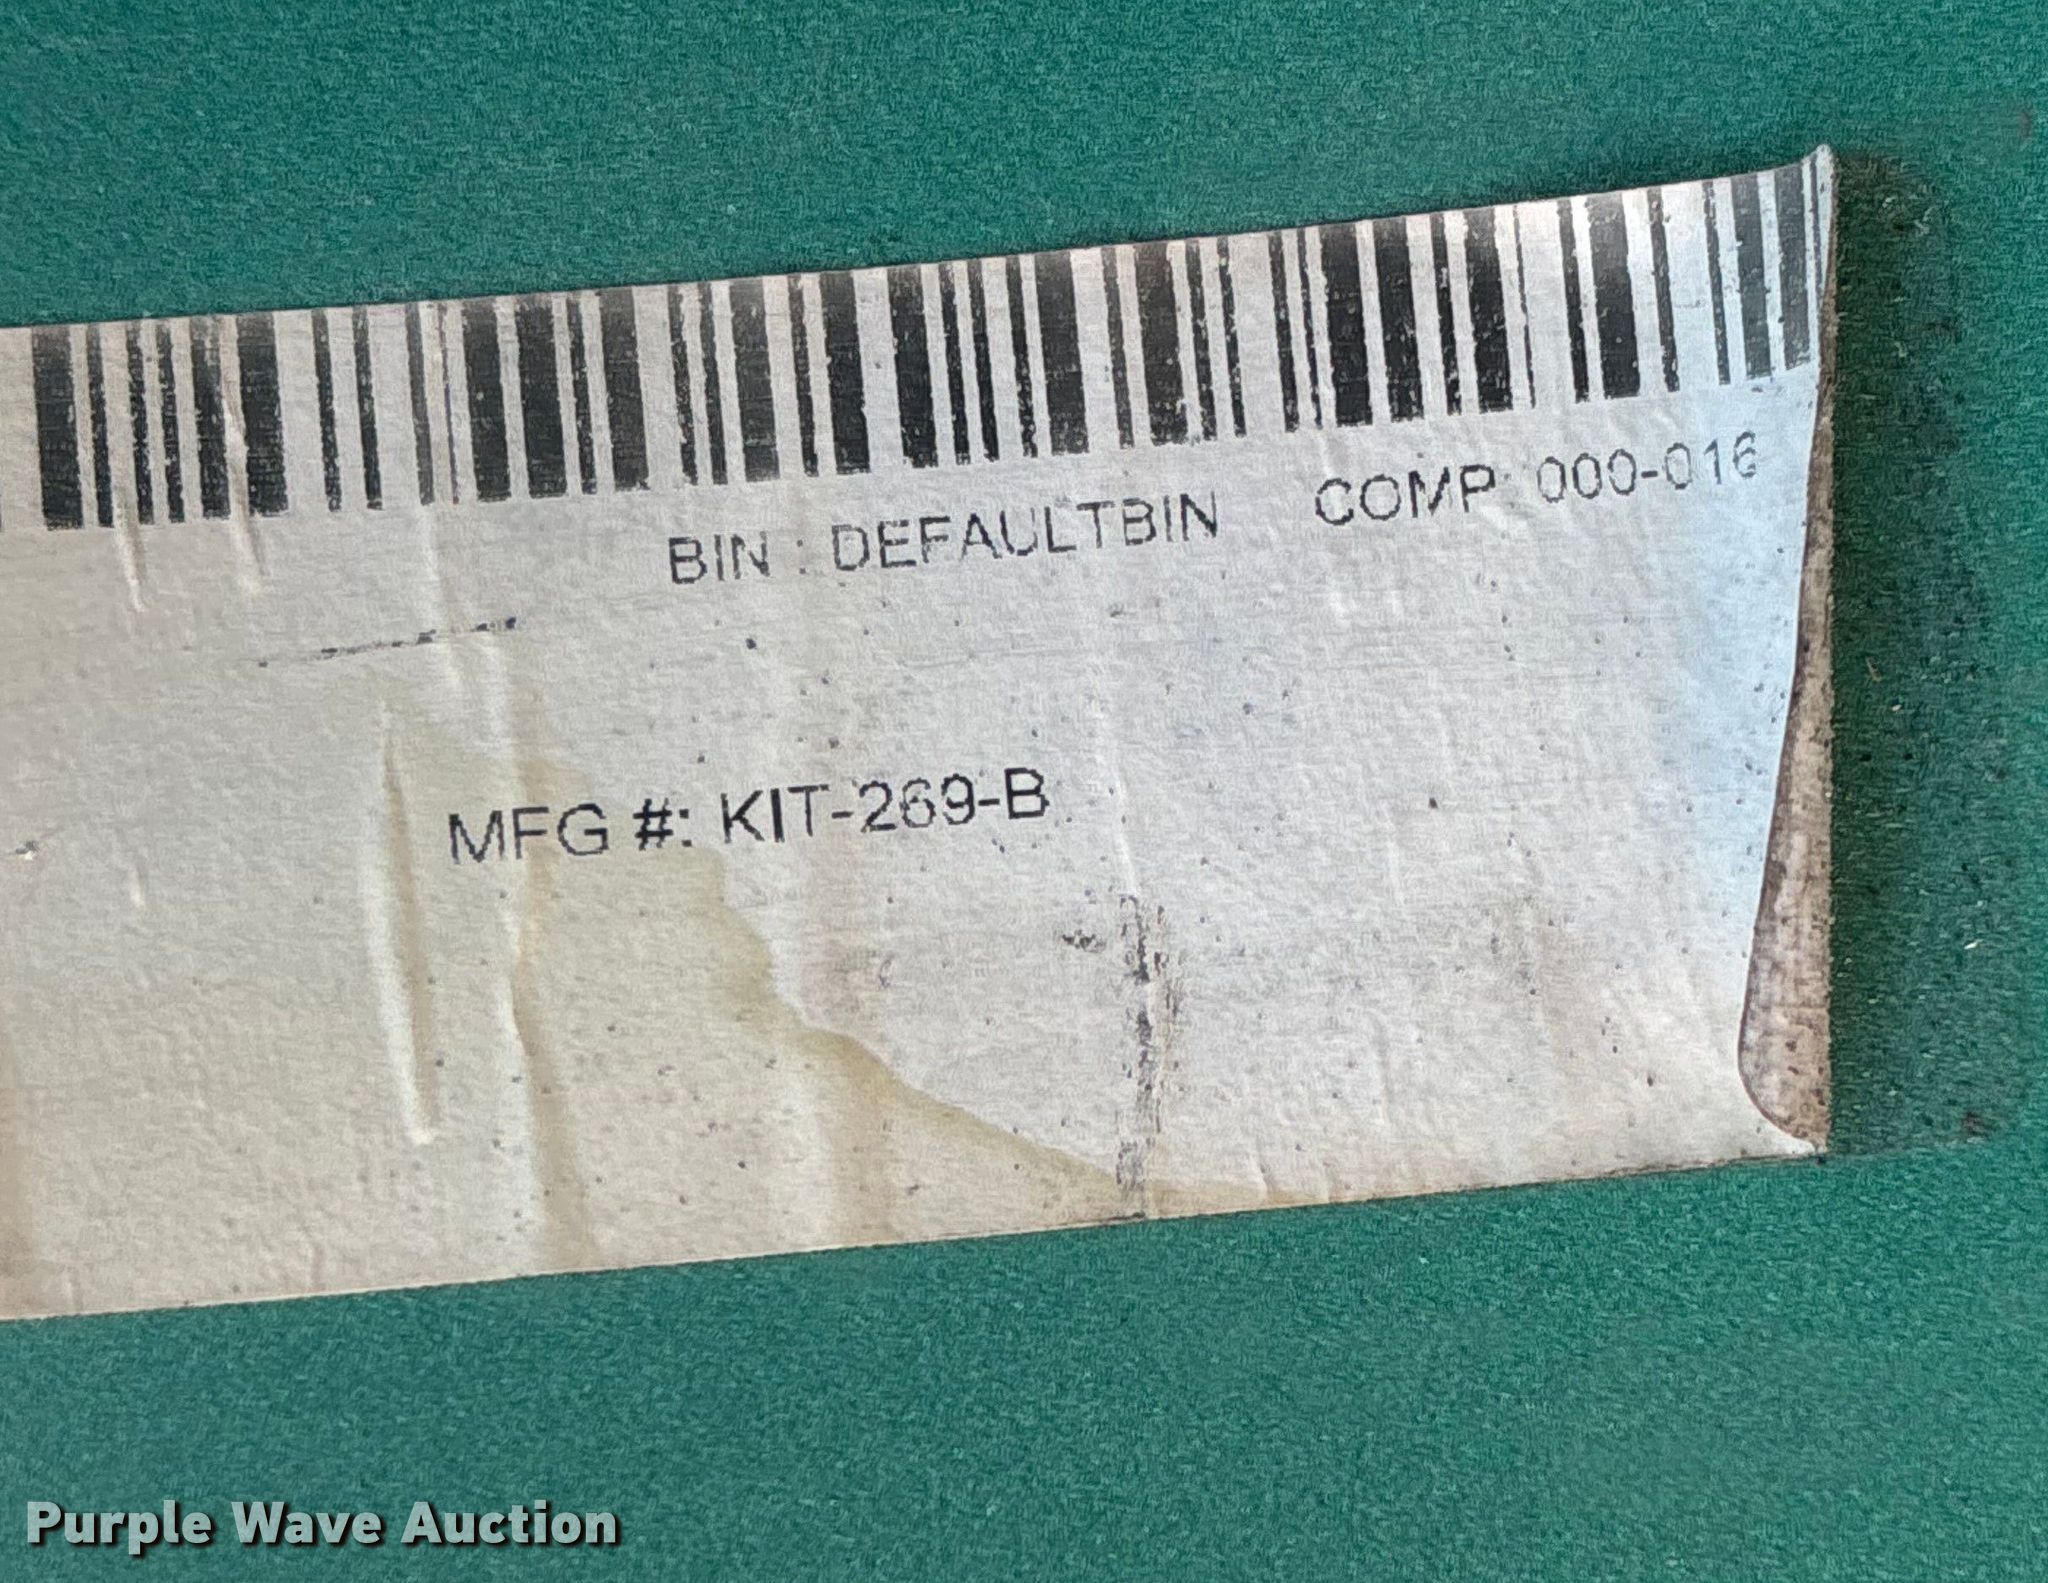 BIN : DEFAULTBIN COMP: 000-016
MFG #: KIT-269-B
Purple Wave Auction